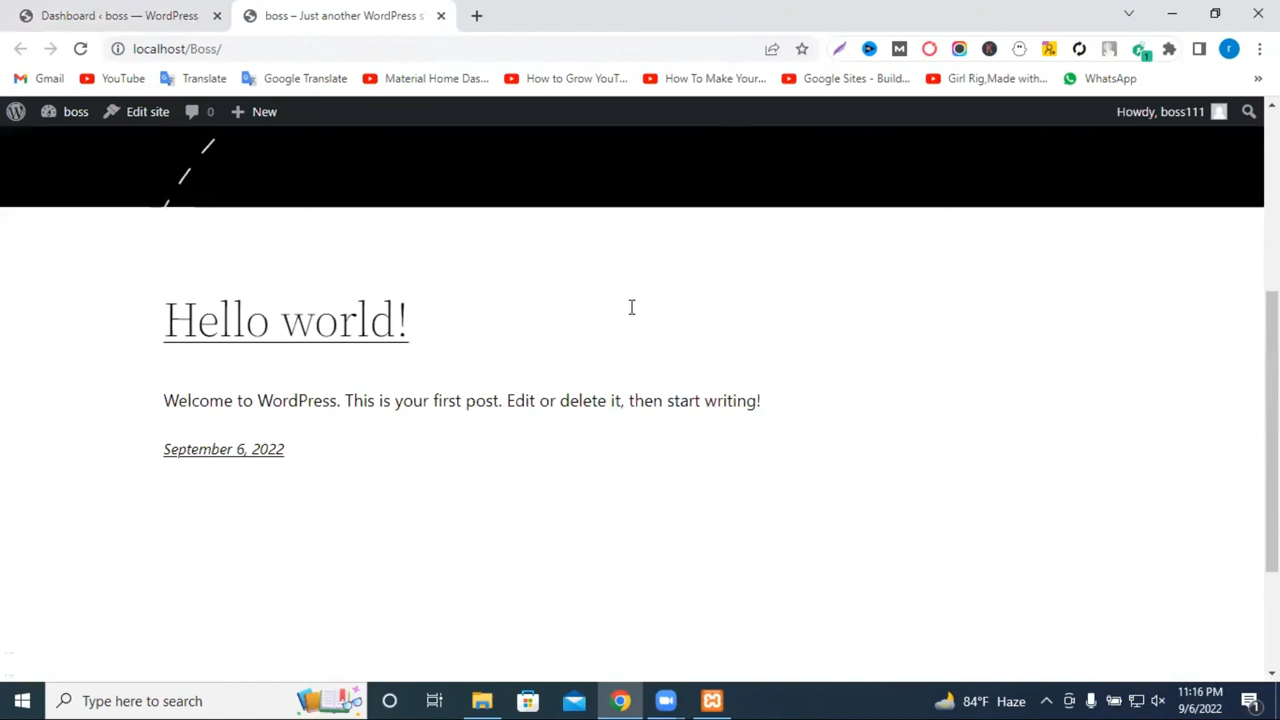 Dashboard ‹ boss — WordPress
boss – Just another WordPress s
localhost/Boss/
Gmail
YouTube
Translate
Google Translate
Material Home Das...
How to Grow YouT...
How To Make Your...
Google Sites - Build...
Girl Rig,Made with...
WhatsApp
»
boss
Edit site
0
New
Howdy, boss111
Hello world!
Welcome to WordPress. This is your first post. Edit or delete it, then start writing!
September 6, 2022
Type here to search
84°F Haze
11:16 PM
9/6/2022